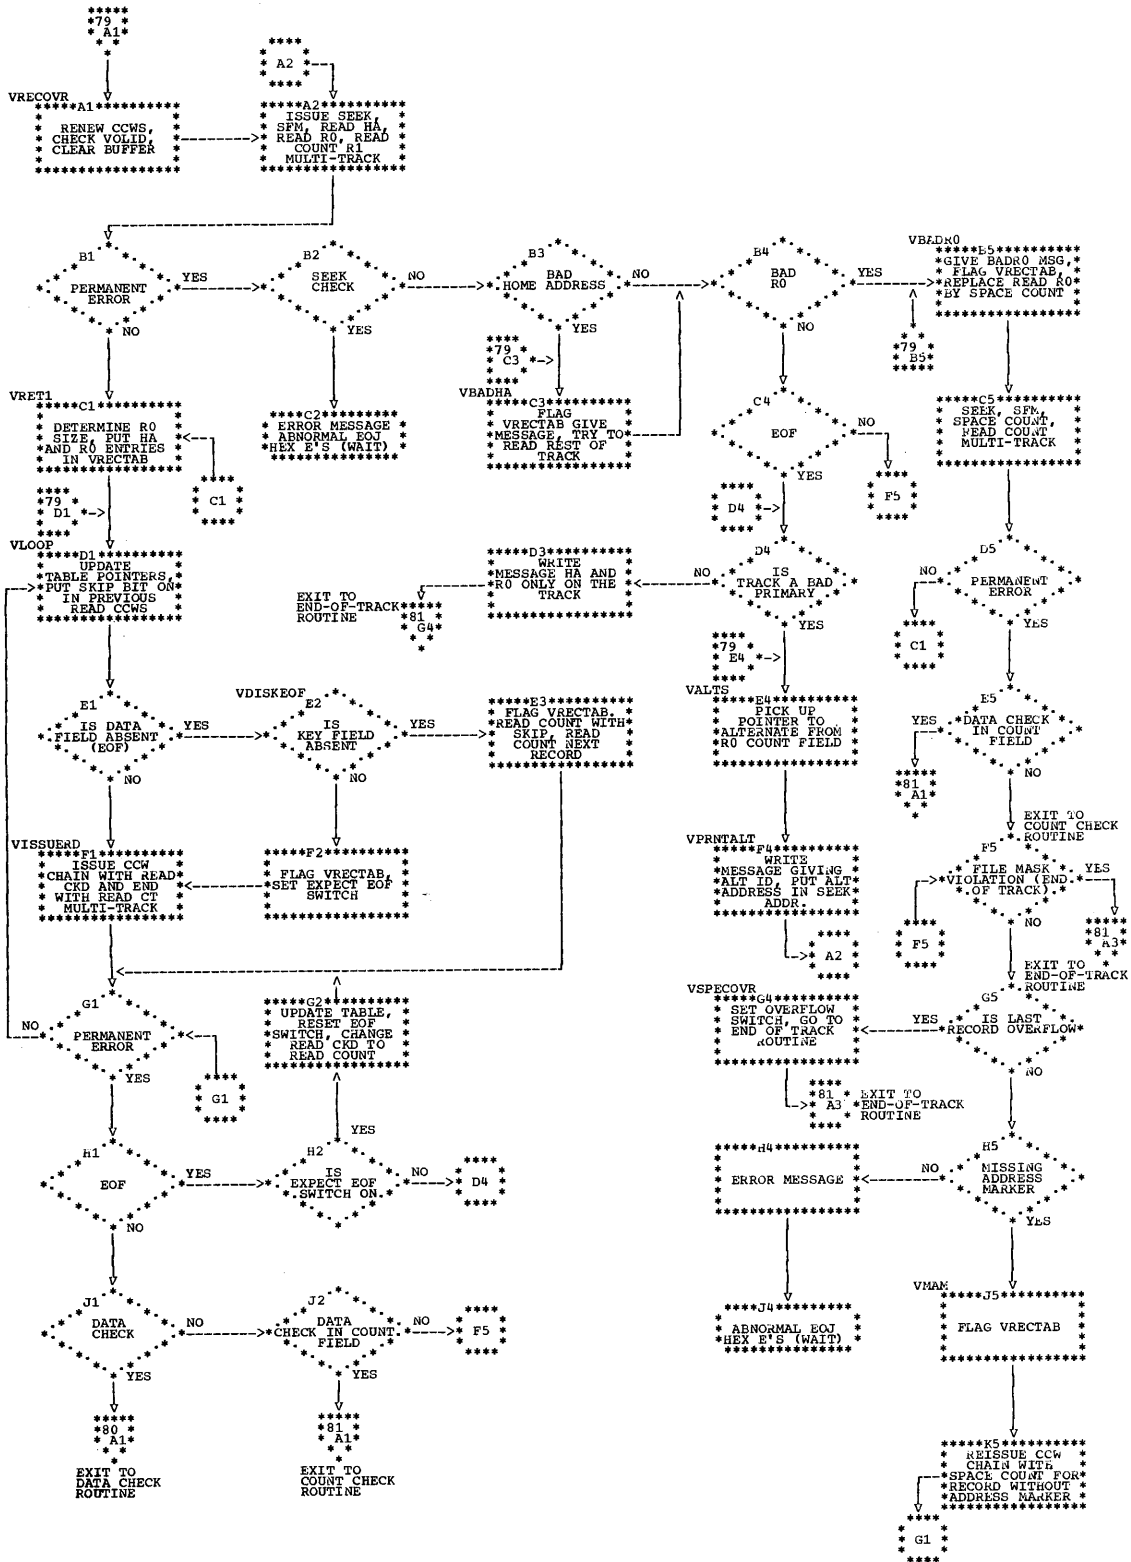 79
A1
A2
VRECOVR
A1
RENEW CCWS,
CHECK VOLID,
CLEAR BUFFER
A2
ISSUE SEEK,
SFM, READ HA,
READ R0, READ
COUNT R1
MULTI-TRACK
B1
PERMANENT
ERROR
YES
NO
B2
SEEK
CHECK
NO
YES
B3
BAD
HOME ADDRESS
NO
YES
B4
BAD
R0
YES
NO
VBADR0
B5
GIVE BADR0 MSG,
FLAG VRECTAB,
REPLACE READ R0
BY SPACE COUNT
79
C3
79
B5
VRET1
C1
DETERMINE R0
SIZE, PUT HA
AND R0 ENTRIES
IN VRECTAB
C2
ERROR MESSAGE
ABNORMAL EOJ
HEX E'S (WAIT)
VBADHA
C3
FLAG
VRECTAB GIVE
MESSAGE, TRY TO
READ REST OF
TRACK
C4
EOF
NO
YES
C5
SEEK, SFM,
SPACE COUNT,
READ COUNT
MULTI-TRACK
79
D1
C1
D4
F5
VLOOP
D1
UPDATE
TABLE POINTERS,
PUT SKIP BIT ON
IN PREVIOUS
READ CCWS
D3
WRITE
MESSAGE HA AND
R0 ONLY ON THE
TRACK
NO
D4
IS
TRACK A BAD
PRIMARY
YES
D5
PERMANENT
ERROR
NO
YES
EXIT TO
END-OF-TRACK
ROUTINE
81
G4
79
E4
C1
E1
IS DATA
FIELD ABSENT
(EOF)
YES
NO
VDISKEOF
E2
IS
KEY FIELD
ABSENT
YES
NO
E3
FLAG VRECTAB.
READ COUNT WITH
SKIP, READ
COUNT NEXT
RECORD
VALTS
E4
PICK UP
POINTER TO
ALTERNATE FROM
R0 COUNT FIELD
E5
DATA CHECK
IN COUNT
FIELD
YES
NO
81
A1
EXIT TO
COUNT CHECK
ROUTINE
VISSUERD
F1
ISSUE CCW
CHAIN WITH READ
CKD AND END
WITH READ CT
MULTI-TRACK
F2
FLAG VRECTAB,
SET EXPECT EOF
SWITCH
VPRNTALT
F4
WRITE
MESSAGE GIVING
ALT ID, PUT ALT
ADDRESS IN SEEK
ADDR.
F5
FILE MASK
VIOLATION (END
OF TRACK).
YES
NO
A2
F5
81
A3
EXIT TO
END-OF-TRACK
ROUTINE
G1
PERMANENT
ERROR
NO
YES
G2
UPDATE TABLE,
RESET EOF
SWITCH, CHANGE
READ CKD TO
READ COUNT
VSPECOVR
G4
SET OVERFLOW
SWITCH, GO TO
END OF TRACK
ROUTINE
YES
G5
IS LAST
RECORD OVERFLOW
NO
G1
81
A3
EXIT TO
END-OF-TRACK
ROUTINE
H1
EOF
YES
NO
YES
H2
IS
EXPECT EOF
SWITCH ON
NO
D4
H4
ERROR MESSAGE
NO
H5
MISSING
ADDRESS
MARKER
YES
J1
DATA
CHECK
NO
YES
J2
DATA
CHECK IN COUNT
FIELD
NO
YES
F5
J4
ABNORMAL EOJ
HEX E'S (WAIT)
VMAM
J5
FLAG VRECTAB
80
A1
EXIT TO
DATA CHECK
ROUTINE
81
A1
EXIT TO
COUNT CHECK
ROUTINE
K5
REISSUE CCW
CHAIN WITH
SPACE COUNT FOR
RECORD WITHOUT
ADDRESS MARKER
G1